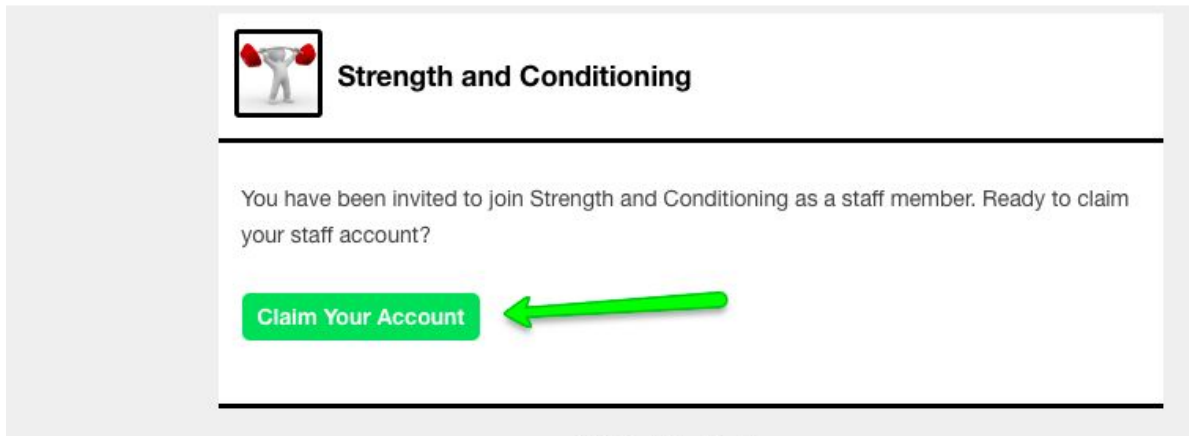 Strength and Conditioning
You have been invited to join Strength and Conditioning as a staff member. Ready to claim
your staff account?
Claim Your Account